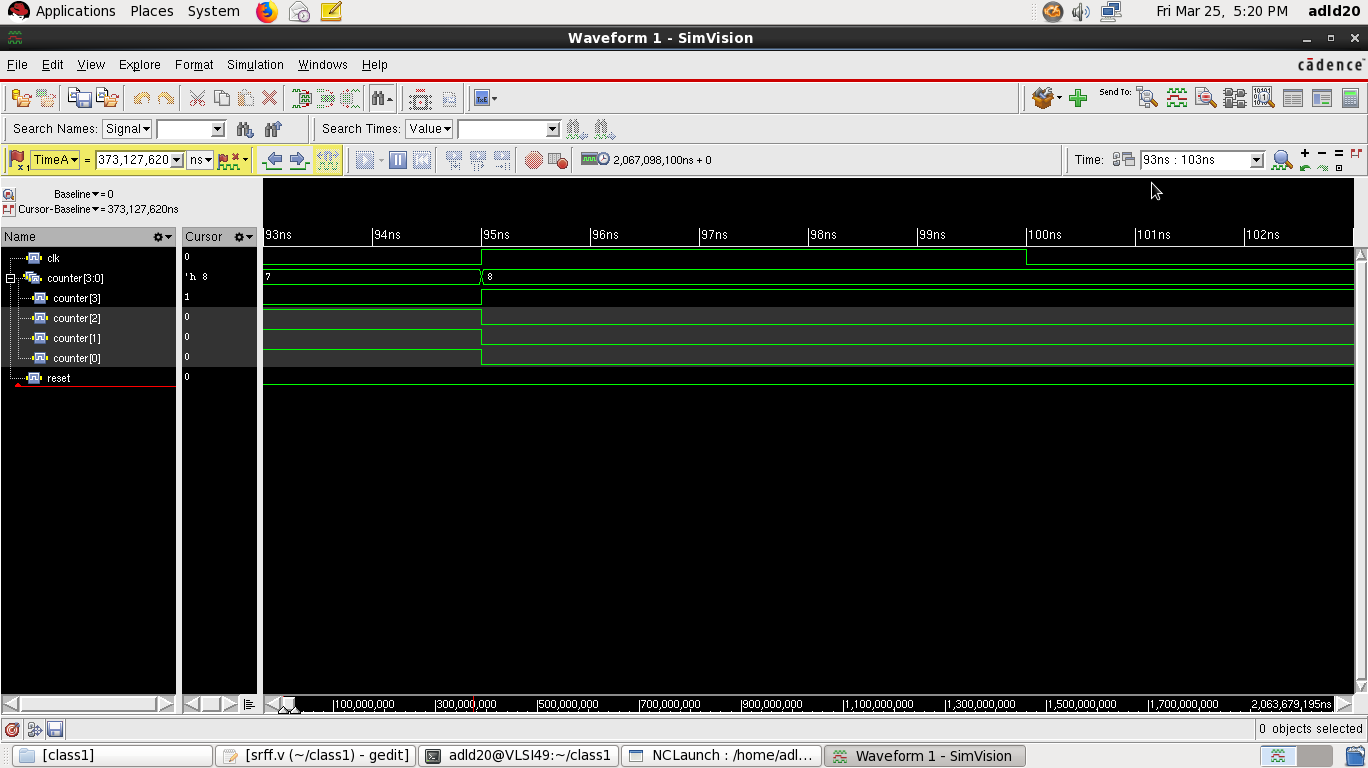 Applications Places System Fri Mar 25, 5:20 PM adld20
Waveform 1 - SimVision
File Edit View Explore Format Simulation Windows Help cādence
Send To:
Search Names: Signal Search Times: Value
TimeA = 373,127,620 ns 2,067,098,100ns + 0 Time: 93ns : 103ns
Baseline = 0
Cursor-Baseline = 373,127,620ns
Name Cursor 93ns 94ns 95ns 96ns 97ns 98ns 99ns 100ns 101ns 102ns
clk 0
counter[3:0] 'h 8 7 8
counter[3] 1
counter[2] 0
counter[1] 0
counter[0] 0
reset 0
100,000,000 300,000,000 500,000,000 700,000,000 900,000,000 1,100,000,000 1,300,000,000 1,500,000,000 1,700,000,000 2,063,679,195ns
0 objects selected
[class1] [srff.v (~/class1) - gedit] adld20@VLSI49:~/class1 NCLaunch : /home/adl... Waveform 1 - SimVision